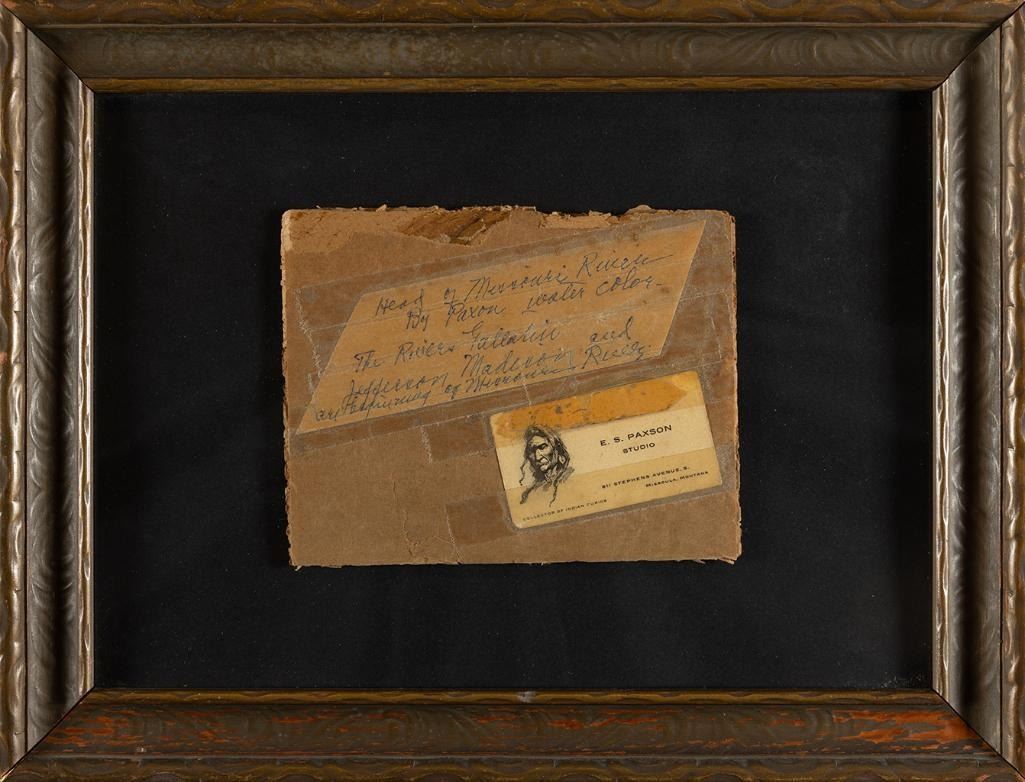 Head of Missouri River
By Paxon water color-
The Rivers Gallatin
Jefferson Madison and
are beginning of Missouri River
E. S. PAXSON
STUDIO
611 STEPHENS AVENUE, S.
MISSOULA, MONTANA
COLLECTOR OF INDIAN CURIOS